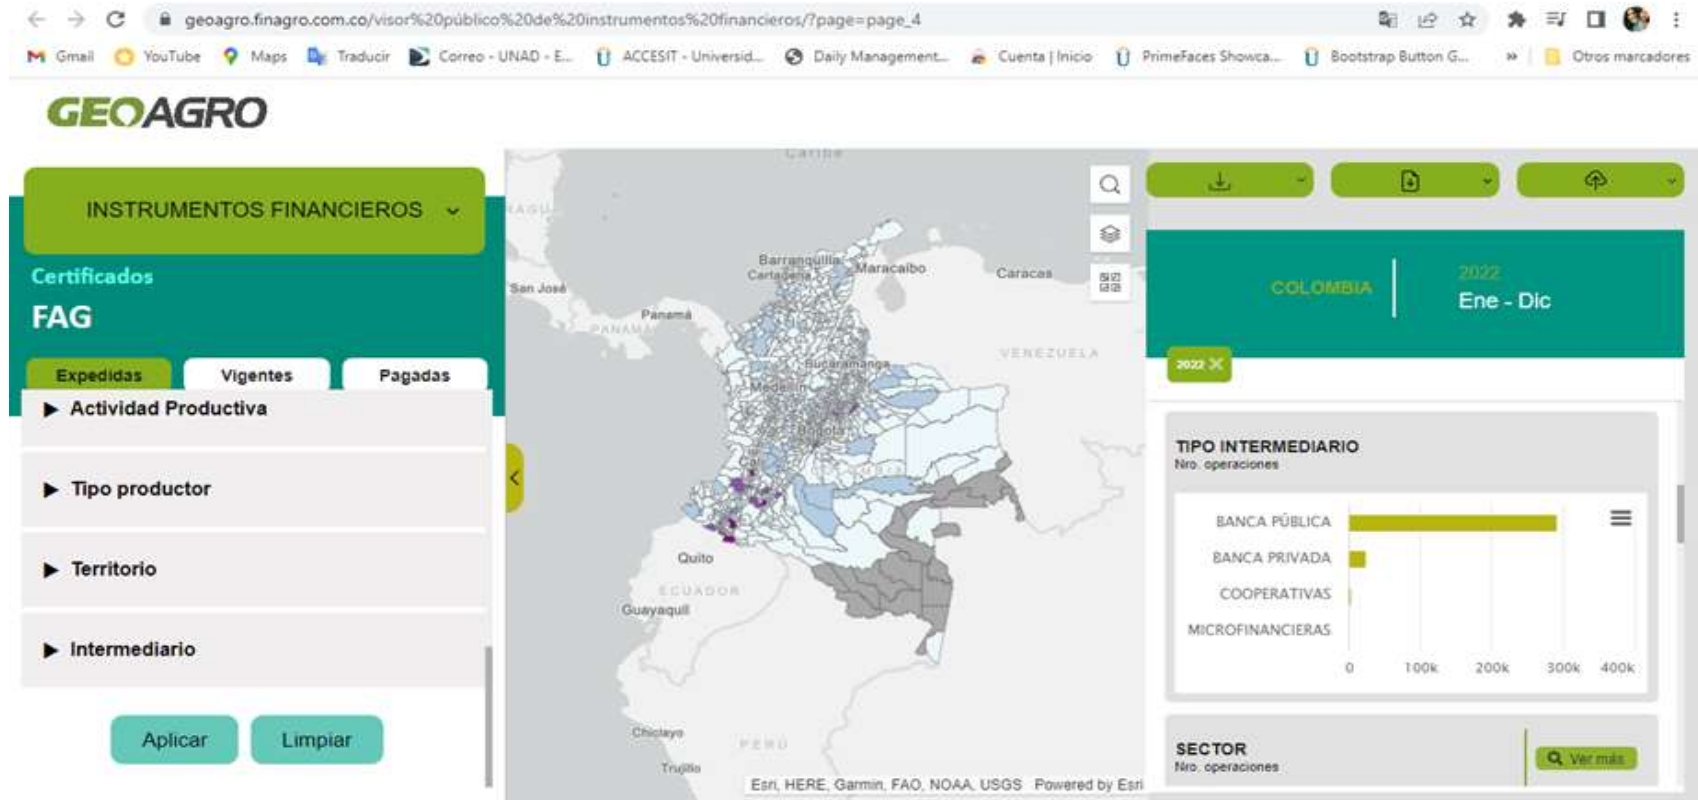 geoagro.finagro.com.co/visor%20público%20de%20instrumentos%20financieros/?page=page_4
Gmail YouTube Maps Traducir Correo - UNAD - E... ACCESIT - Universid... Daily Management... Cuenta | Inicio PrimeFaces Showca... Bootstrap Button G... » Otros marcadores
GEOAGRO
INSTRUMENTOS FINANCIEROS
Certificados
FAG
Expedidas Vigentes Pagadas
Actividad Productiva
Tipo productor
Territorio
Intermediario
Aplicar Limpiar
Caribe
Barranquilla
Cartagena
Maracaibo
Caracas
San José
Panamá
PANAMÁ
VENEZUELA
Bucaramanga
Medellín
Bogotá
Cali
Quito
ECUADOR
Guayaquil
Chiclayo
PERÚ
Trujillo
Esri, HERE, Garmin, FAO, NOAA, USGS Powered by Esri
COLOMBIA
2022
Ene - Dic
2022 X
TIPO INTERMEDIARIO
Nro. operaciones
BANCA PÚBLICA
BANCA PRIVADA
COOPERATIVAS
MICROFINANCIERAS
0 100k 200k 300k 400k
SECTOR
Nro. operaciones
Ver más